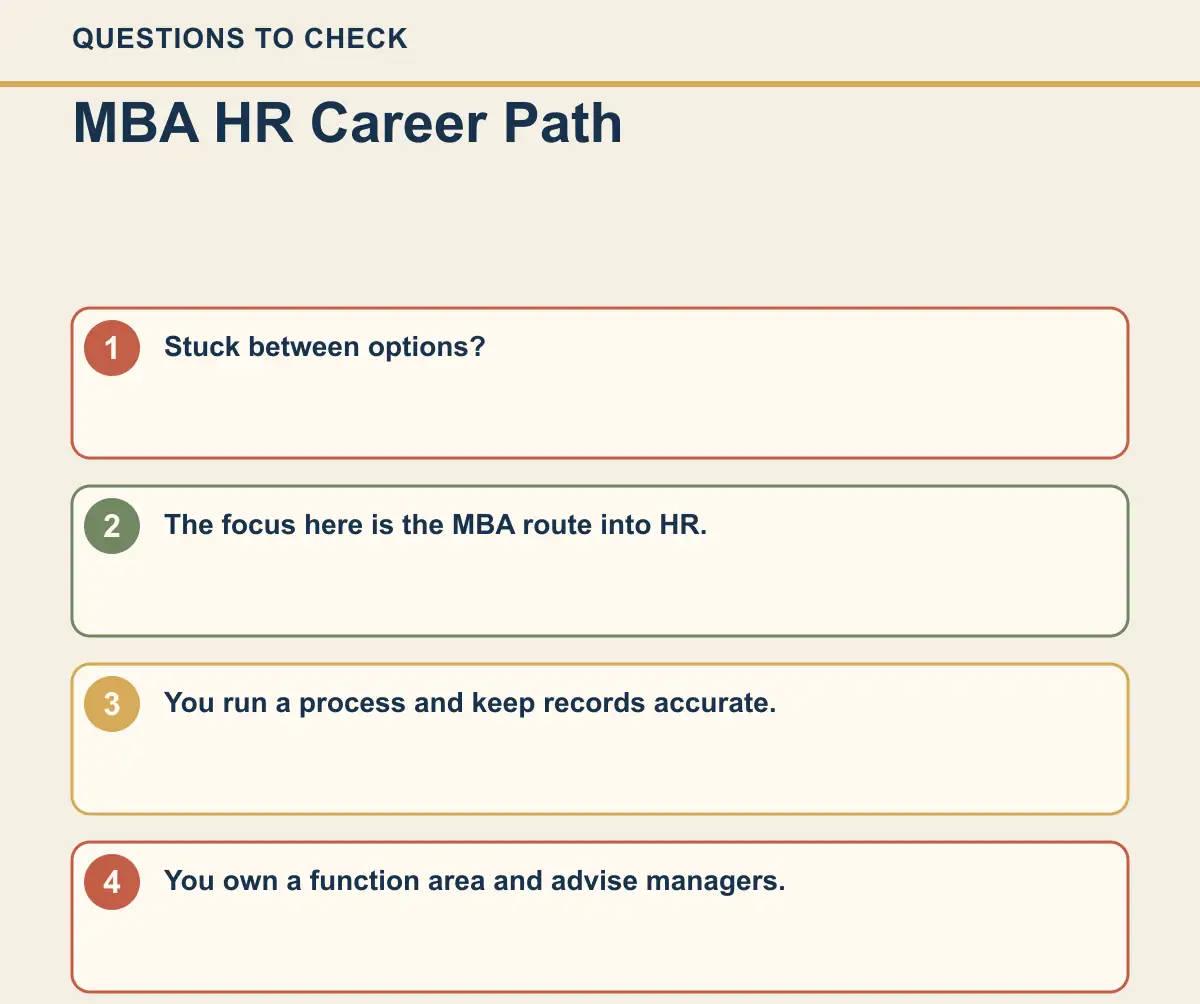 QUESTIONS TO CHECK
MBA HR Career Path
1 Stuck between options?
2 The focus here is the MBA route into HR.
3 You run a process and keep records accurate.
4 You own a function area and advise managers.